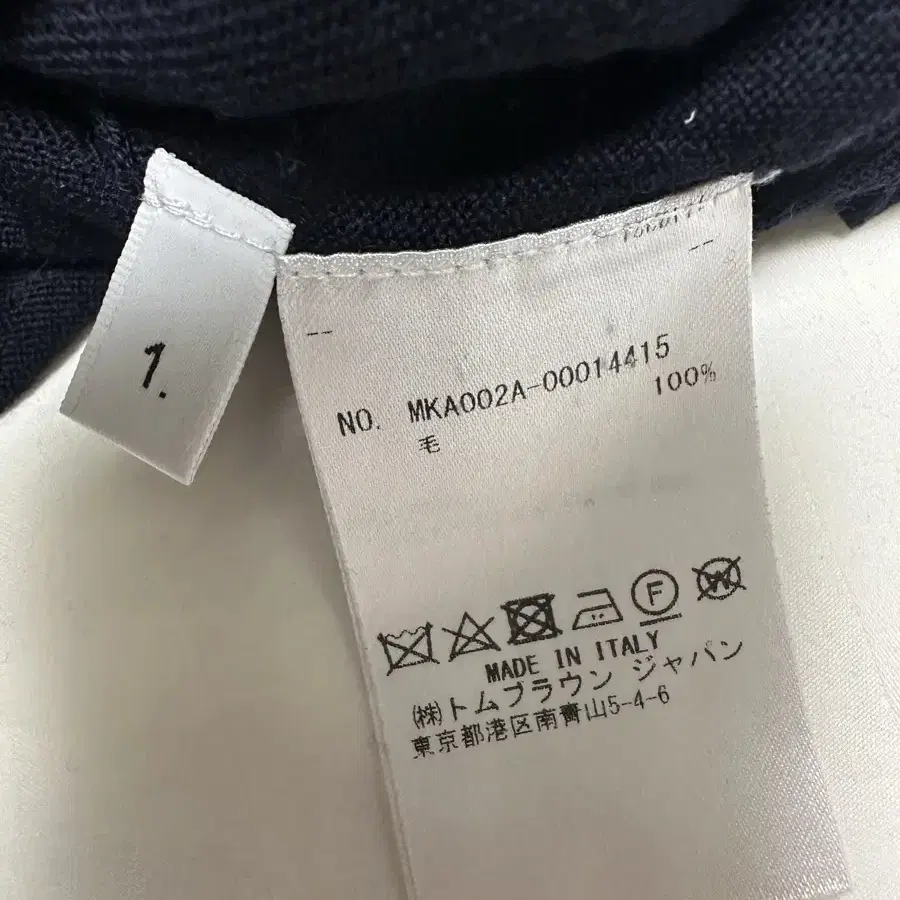 1.
NO. MKA002A-00014415
毛 100%
F
W
MADE IN ITALY
㈱トムブラウン ジャパン
東京都港区南青山5-4-6